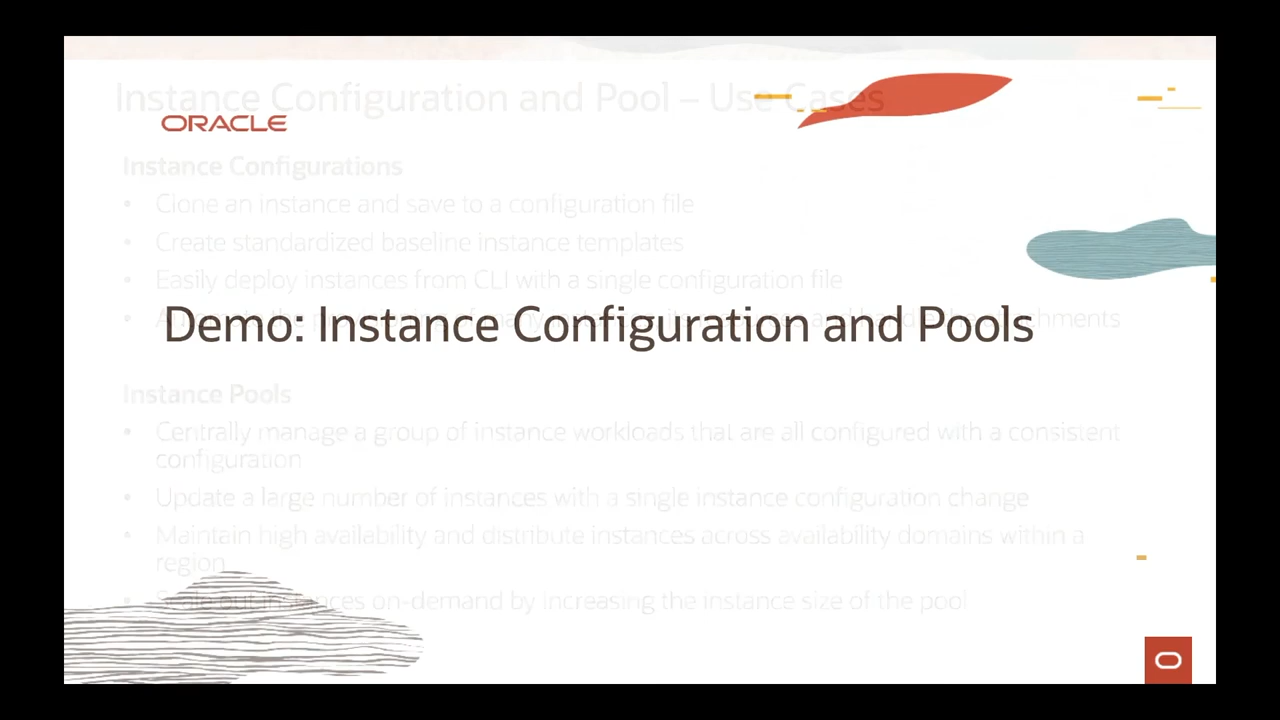 Instance Configuration and Pool – Use Cases
ORACLE
Instance Configurations
• Clone an instance and save to a configuration file
• Create standardized baseline instance templates
• Easily deploy instances from CLI with a single configuration file
Demo: Instance Configuration and Pools
attachments
Instance Pools
• Centrally manage a group of instance workloads that are all configured with a consistent
configuration
• Update a large number of instances with a single instance configuration change
• Maintain high availability and distribute instances across availability domains within a
region
• Scale out instances on-demand by increasing the instance size of the pool